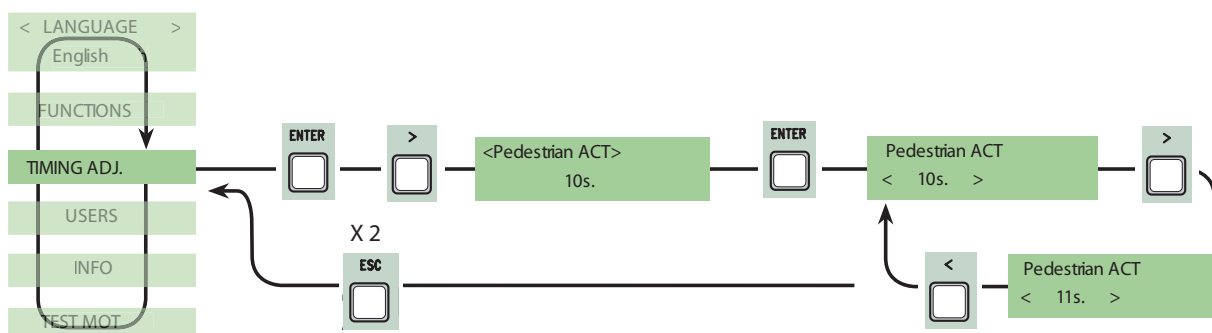 < LANGUAGE >
English
FUNCTIONS
TIMING ADJ.
USERS
INFO
TEST MOT
ENTER
>
<Pedestrian ACT>
10s.
ENTER
Pedestrian ACT
< 10s. >
>
X 2
ESC
<
Pedestrian ACT
< 11s. >